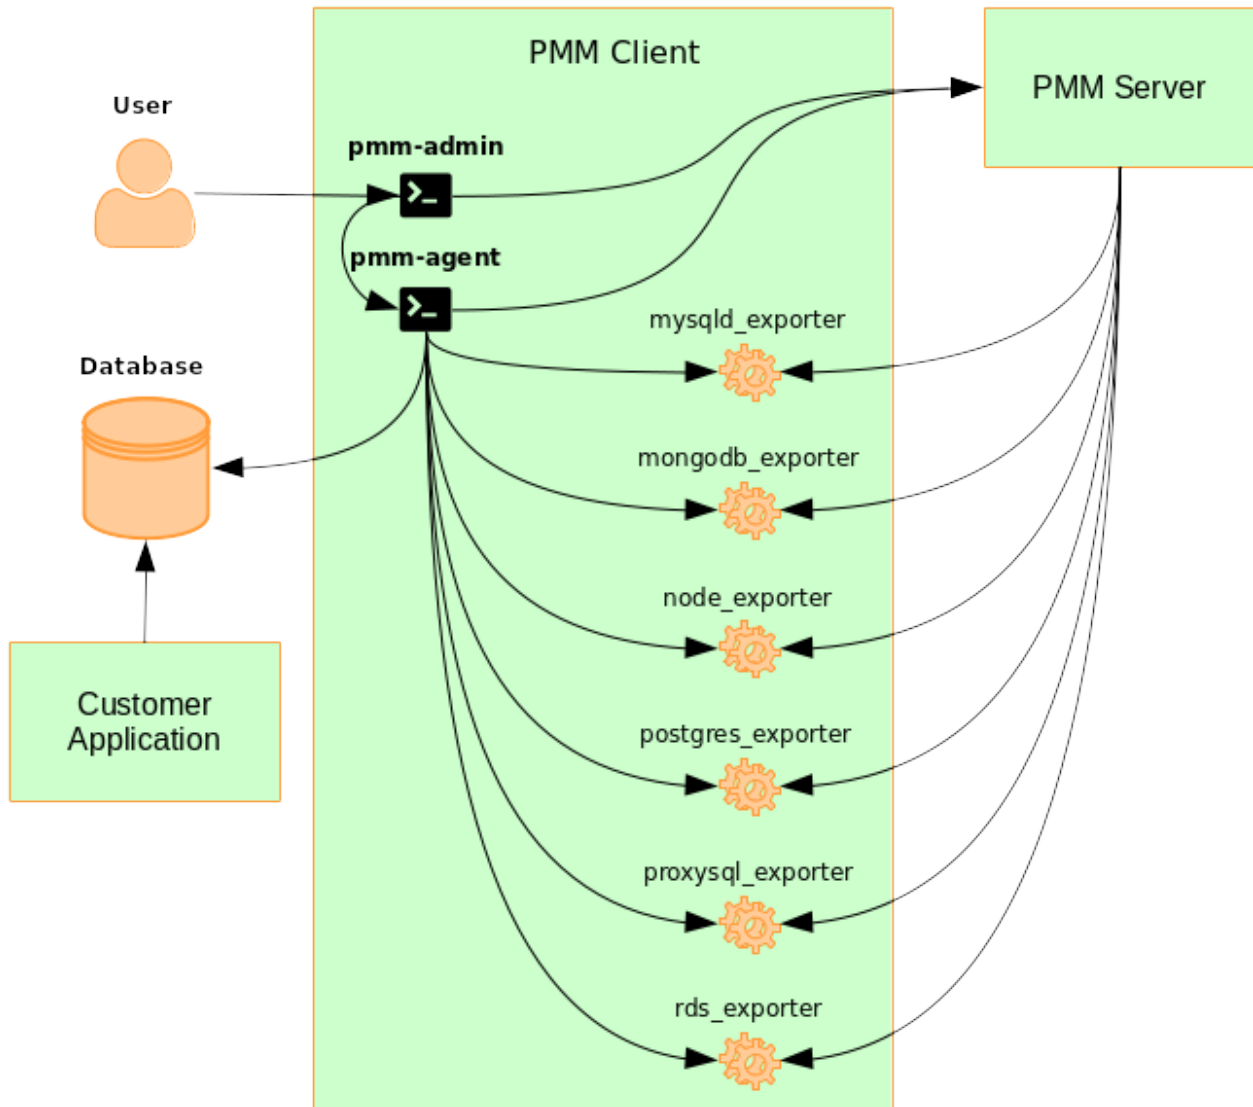 PMM Client
PMM Server
User
pmm-admin
pmm-agent
mysqld_exporter
Database
mongodb_exporter
node_exporter
Customer
Application
postgres_exporter
proxysql_exporter
rds_exporter